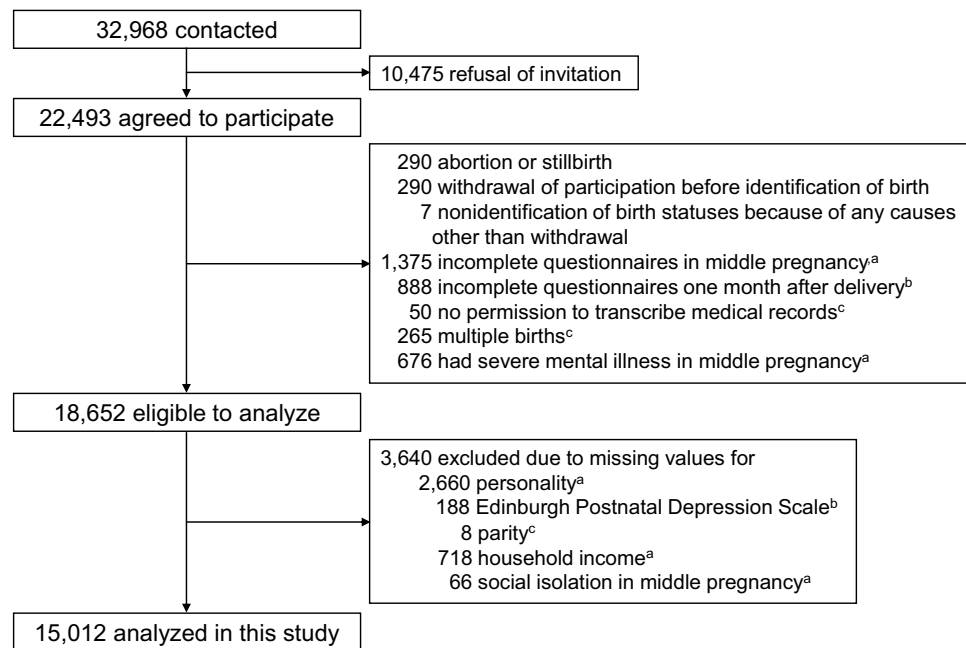 32,968 contacted
10,475 refusal of invitation
22,493 agreed to participate
290 abortion or stillbirth
290 withdrawal of participation before identification of birth
7 nonidentification of birth statuses because of any causes
other than withdrawal
1,375 incomplete questionnaires in middle pregnancy,ᵃ
888 incomplete questionnaires one month after deliveryᵇ
50 no permission to transcribe medical recordsᶜ
265 multiple birthsᶜ
676 had severe mental illness in middle pregnancyᵃ
18,652 eligible to analyze
3,640 excluded due to missing values for
2,660 personalityᵃ
188 Edinburgh Postnatal Depression Scaleᵇ
8 parityᶜ
718 household incomeᵃ
66 social isolation in middle pregnancyᵃ
15,012 analyzed in this study